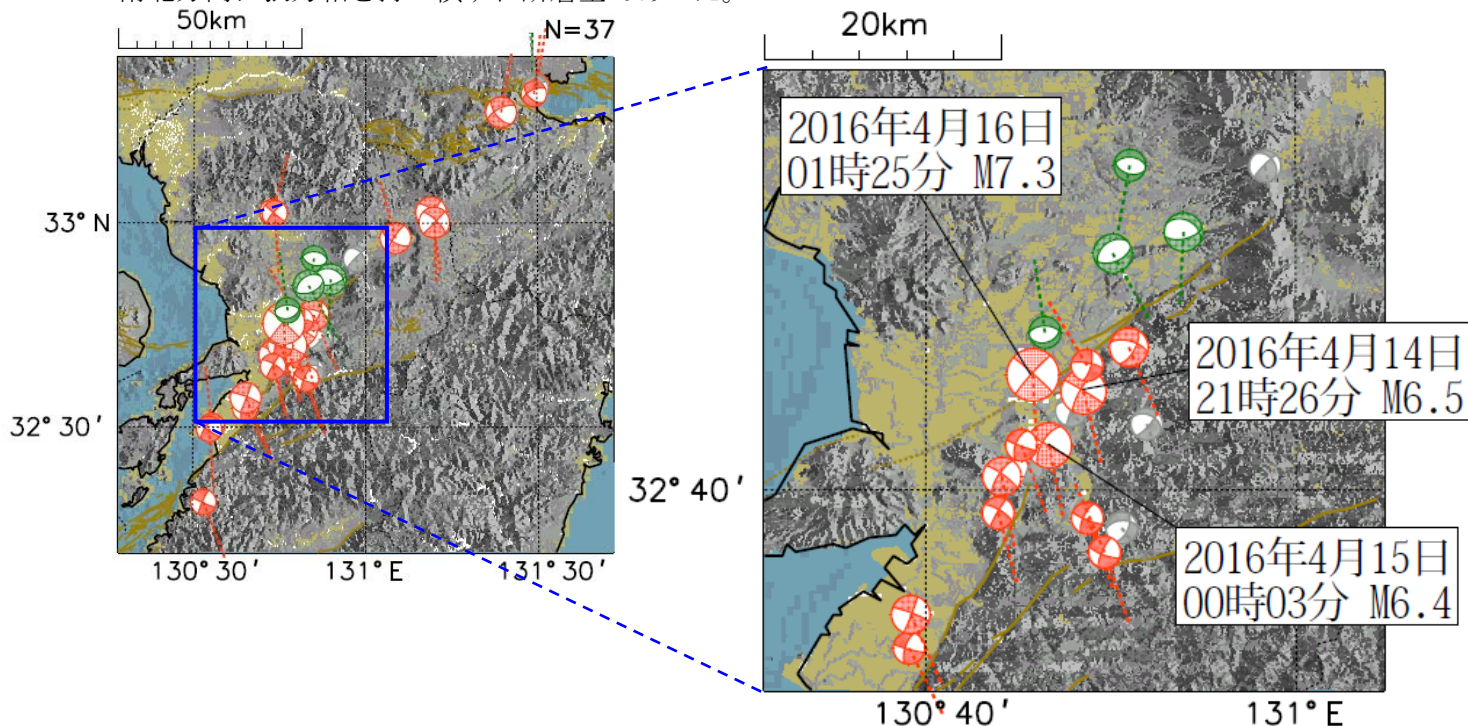 50km
N=37
33° N
32° 30′
130° 30′
131° E
131° 30′
20km
2016年4月16日
01時25分 M7.3
2016年4月14日
21時26分 M6.5
2016年4月15日
00時03分 M6.4
32° 40′
130° 40′
131° E